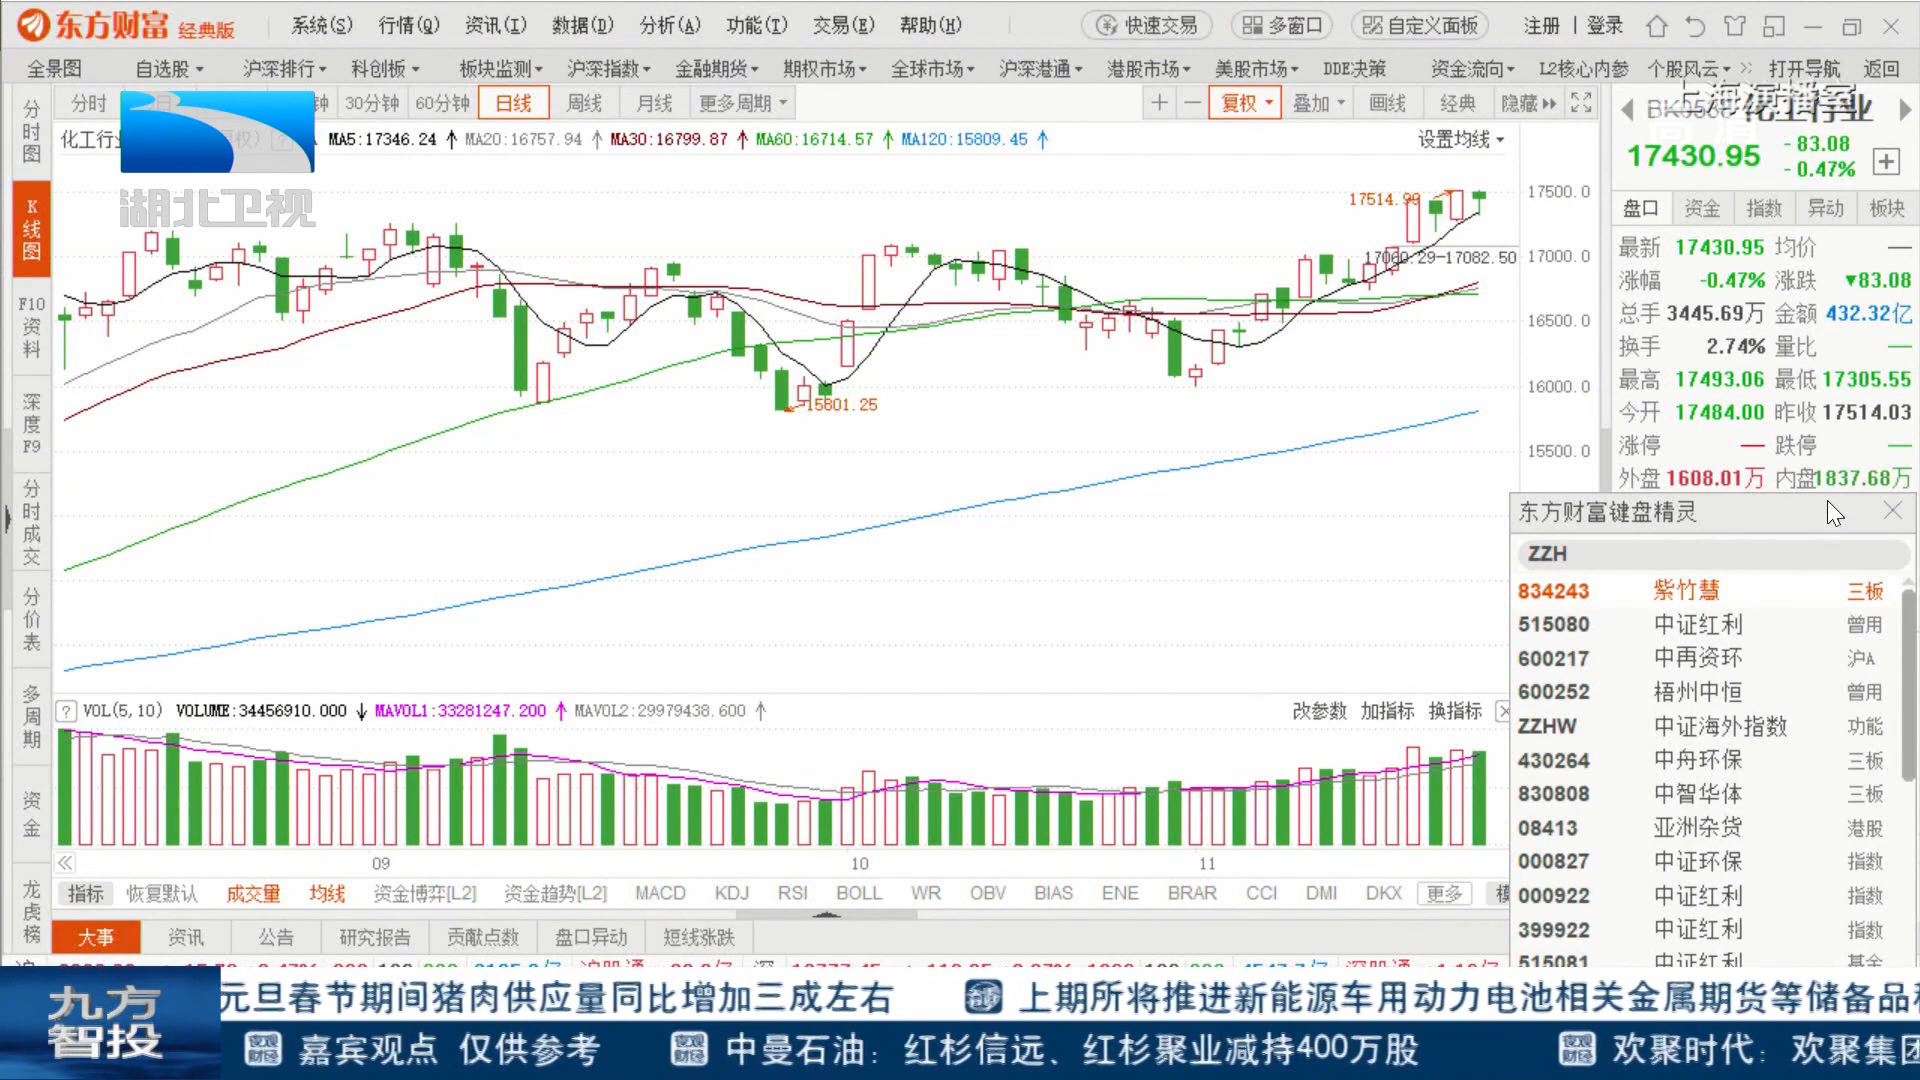 东方财富 经典版 系统(S) 行情(Q) 资讯(I) 数据(D) 分析(A) 功能(T) 交易(E) 帮助(H) 快速交易 多窗口 自定义面板 注册 | 登录
全景图 自选股 沪深排行 科创板 板块监测 沪深指数 金融期货 期权市场 全球市场 沪深港通 港股市场 美股市场 DDE决策 资金流向 L2核心内参 个股风云 打开导航 返回
分时 30分钟 60分钟 日线 周线 月线 更多周期 + - 复权 叠加 画线 经典 隐藏
上海演播室
化工行业
湖北卫视
MA5:17346.24 MA20:16757.94 MA30:16799.87 MA60:16714.57 MA120:15809.45 设置均线
17430.95 -83.08 -0.47%
盘口 资金 指数 异动 板块
最新 17430.95 均价 —
涨幅 -0.47% 涨跌 ▼83.08
总手 3445.69万 金额 432.32亿
换手 2.74% 量比 —
最高 17493.06 最低 17305.55
今开 17484.00 昨收 17514.03
涨停 — 跌停 —
外盘 1608.01万 内盘 1837.68万
分时图
K线图
F10资料
深度F9
分时成交
分价表
多周期
资金
龙虎榜
17514.99
17060.29-17082.50
15801.25
17500.0
17000.0
16500.0
16000.0
15500.0
东方财富键盘精灵
ZZH
834243 紫竹慧 三板
515080 中证红利 曾用
600217 中再资环 沪A
600252 梧州中恒 曾用
ZZHW 中证海外指数 功能
430264 中舟环保 三板
830808 中智华体 三板
08413 亚洲杂货 港股
000827 中证环保 指数
000922 中证红利 指数
399922 中证红利 指数
515081 中证红利 基金
? VOL(5,10) VOLUME:34456910.000 MAVOL1:33281247.200 MAVOL2:29979438.600 改参数 加指标 换指标
09 10 11
指标 恢复默认 成交量 均线 资金博弈[L2] 资金趋势[L2] MACD KDJ RSI BOLL WR OBV BIAS ENE BRAR CCI DMI DKX 更多
大事 资讯 公告 研究报告 贡献点数 盘口异动 短线涨跌
九方智投
元旦春节期间猪肉供应量同比增加三成左右 上期所将推进新能源车用动力电池相关金属期货等储备品
嘉宾观点 仅供参考 中曼石油：红杉信远、红杉聚业减持400万股 欢聚时代：欢聚集团